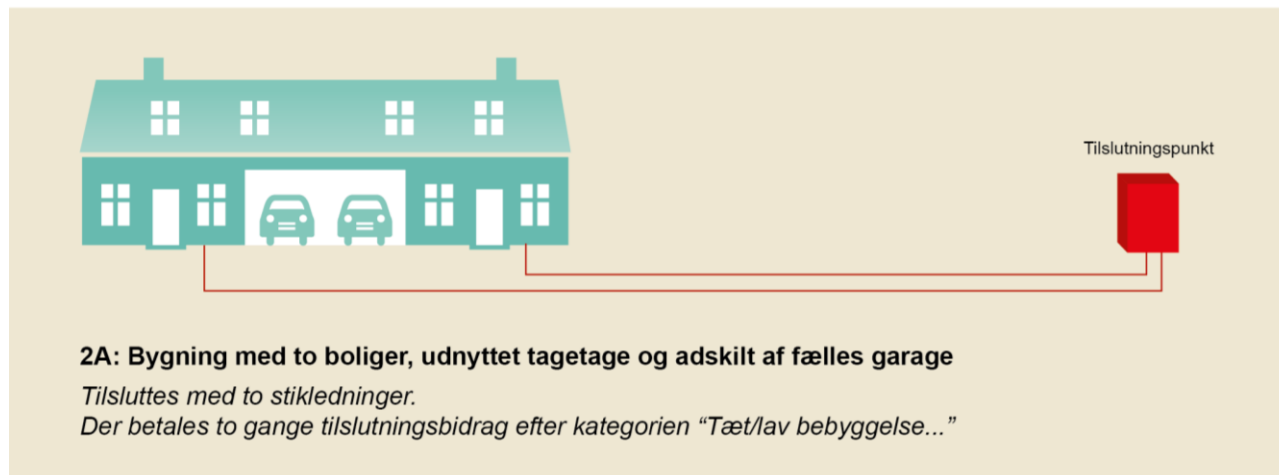 Tilslutningspunkt
2A: Bygning med to boliger, udnyttet tagetage og adskilt af fælles garage
Tilsluttes med to stikledninger.
Der betales to gange tilslutningsbidrag efter kategorien “Tæt/lav bebyggelse...”